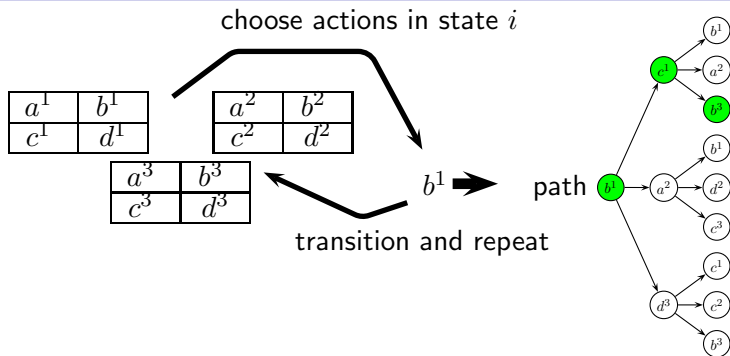 choose actions in state i
a¹ b¹
c¹ d¹
a² b²
c² d²
a³ b³
c³ d³
b¹
transition and repeat
path
b¹
c¹
a²
d³
b¹
a²
b³
b¹
d²
c³
c¹
c²
b³